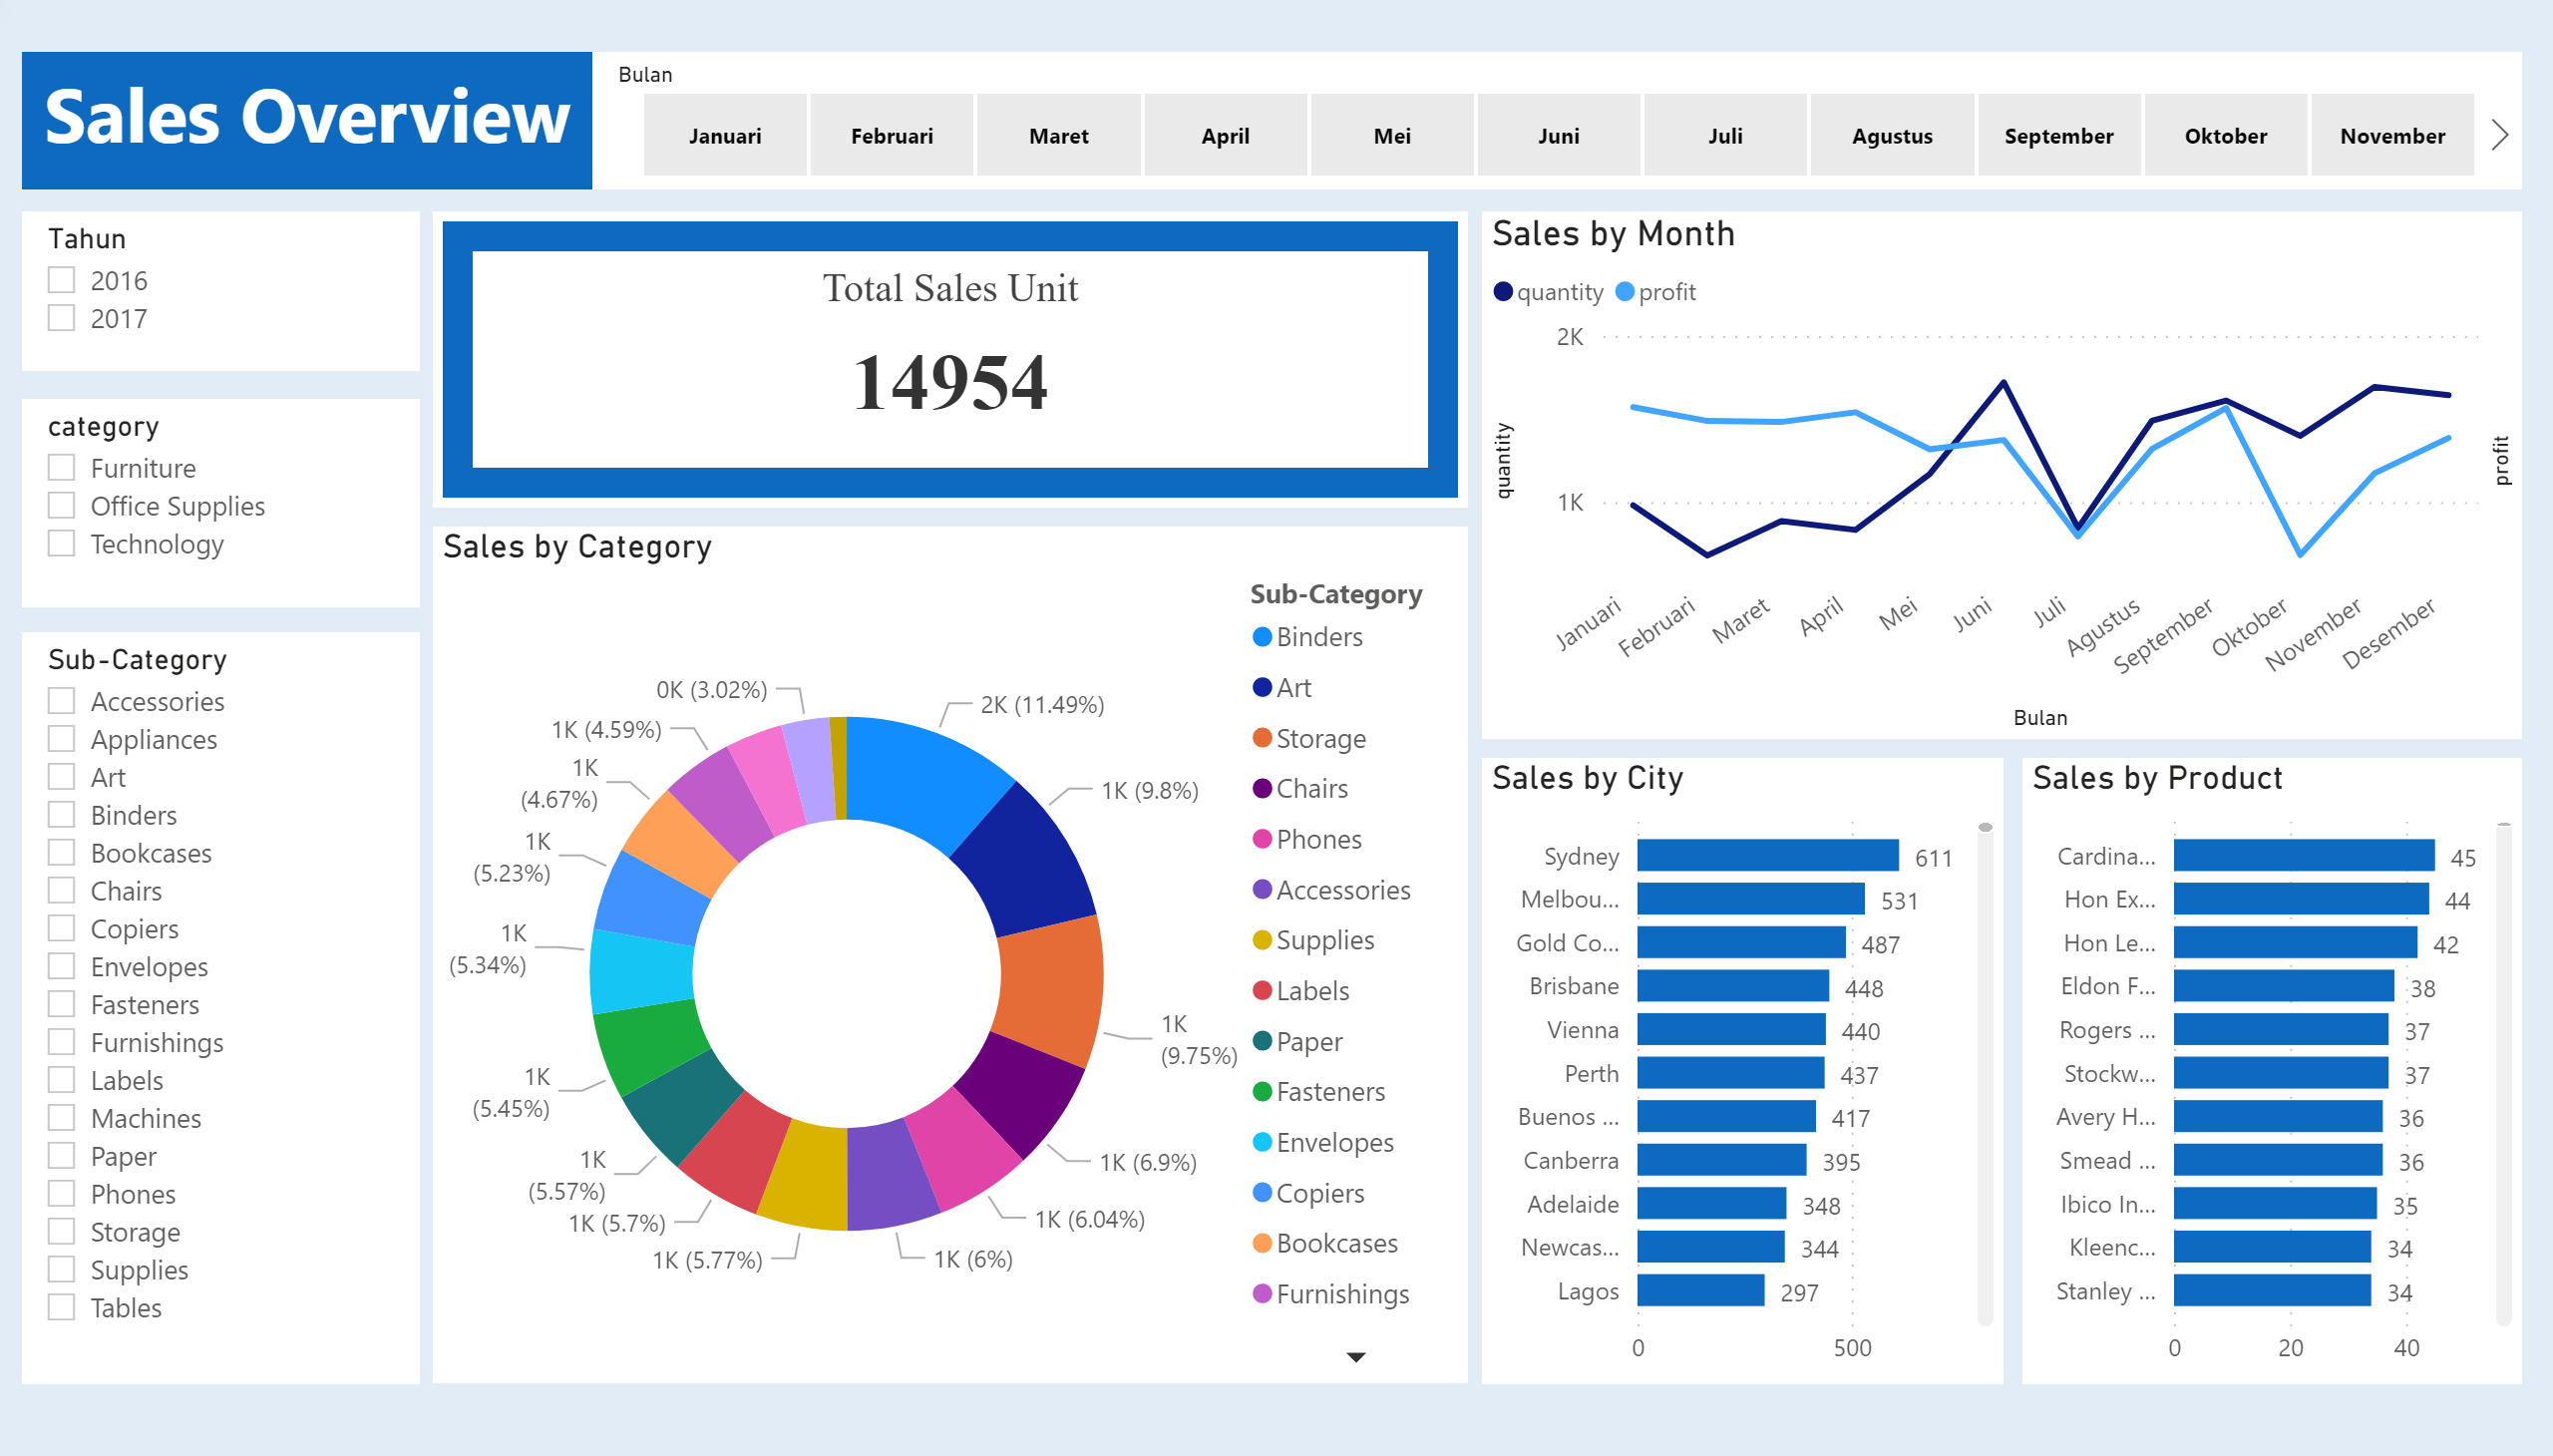 Sales Overview
Bulan
Januari
Februari
Maret
April
Mei
Juni
Juli
Agustus
September
Oktober
November
Tahun
2016
2017
category
Furniture
Office Supplies
Technology
Sub-Category
Accessories
Appliances
Art
Binders
Bookcases
Chairs
Copiers
Envelopes
Fasteners
Furnishings
Labels
Machines
Paper
Phones
Storage
Supplies
Tables
Total Sales Unit
14954
Sales by Category
2K (11.49%)
1K (9.8%)
1K
(9.75%)
1K (6.9%)
1K (6.04%)
1K (6%)
1K (5.77%)
1K (5.7%)
1K
(5.57%)
1K
(5.45%)
1K
(5.34%)
1K
(5.23%)
1K
(4.67%)
1K (4.59%)
0K (3.02%)
Sub-Category
Binders
Art
Storage
Chairs
Phones
Accessories
Supplies
Labels
Paper
Fasteners
Envelopes
Copiers
Bookcases
Furnishings
Sales by Month
quantity profit
2K
1K
quantity
profit
Januari
Februari
Maret
April
Mei
Juni
Juli
Agustus
September
Oktober
November
Desember
Bulan
Sales by City
Sydney 611
Melbou... 531
Gold Co... 487
Brisbane 448
Vienna 440
Perth 437
Buenos ... 417
Canberra 395
Adelaide 348
Newcas... 344
Lagos 297
0 500
Sales by Product
Cardina... 45
Hon Ex... 44
Hon Le... 42
Eldon F... 38
Rogers ... 37
Stockw... 37
Avery H... 36
Smead ... 36
Ibico In... 35
Kleenc... 34
Stanley ... 34
0 20 40